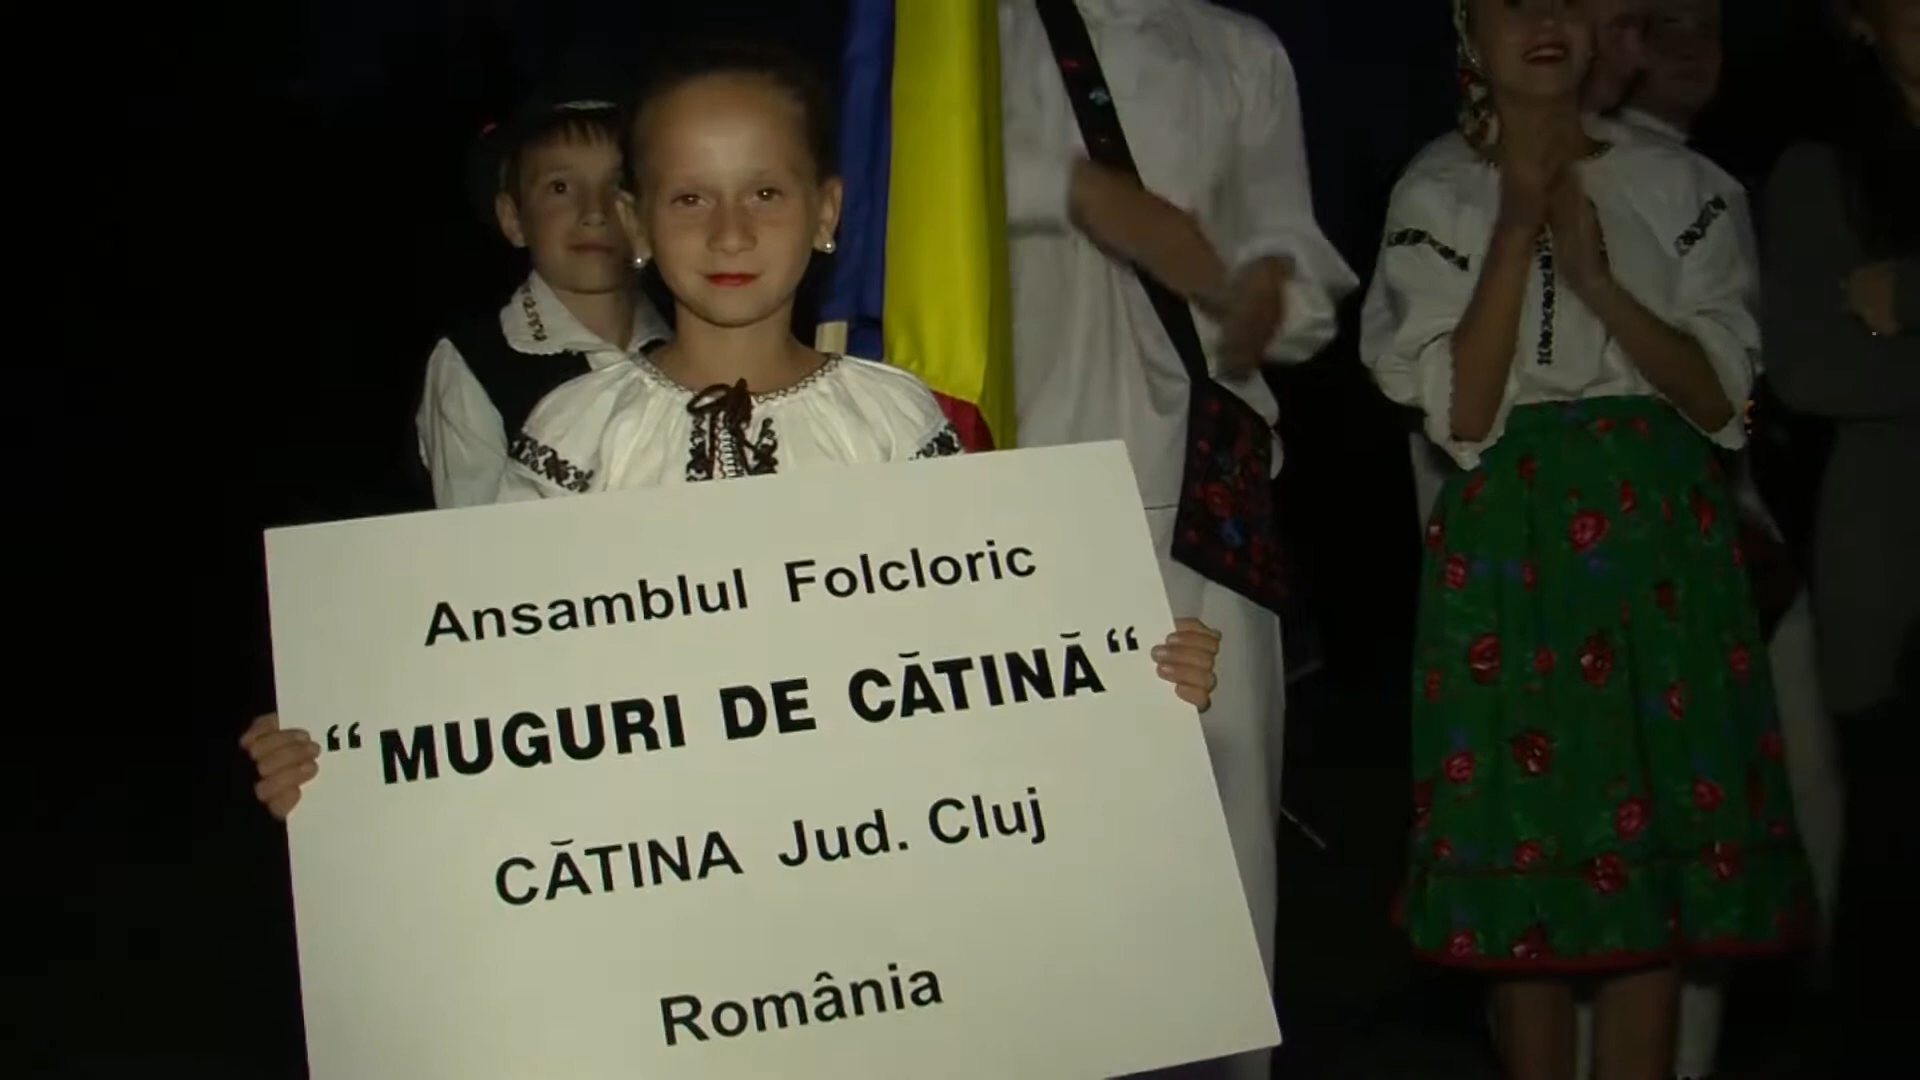 Ansamblul Folcloric
“MUGURI DE CĂTINĂ“
CĂTINA Jud. Cluj
România